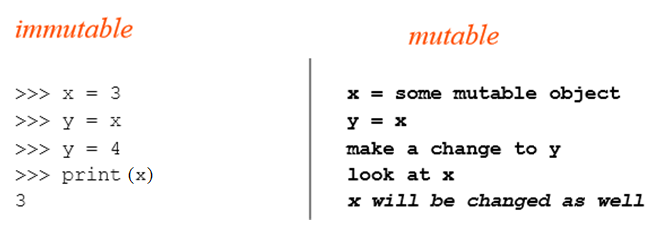 immutable
>>> x = 3
>>> y = x
>>> y = 4
>>> print (x)
3
mutable
x = some mutable object
y = x
make a change to y
look at x
x will be changed as well